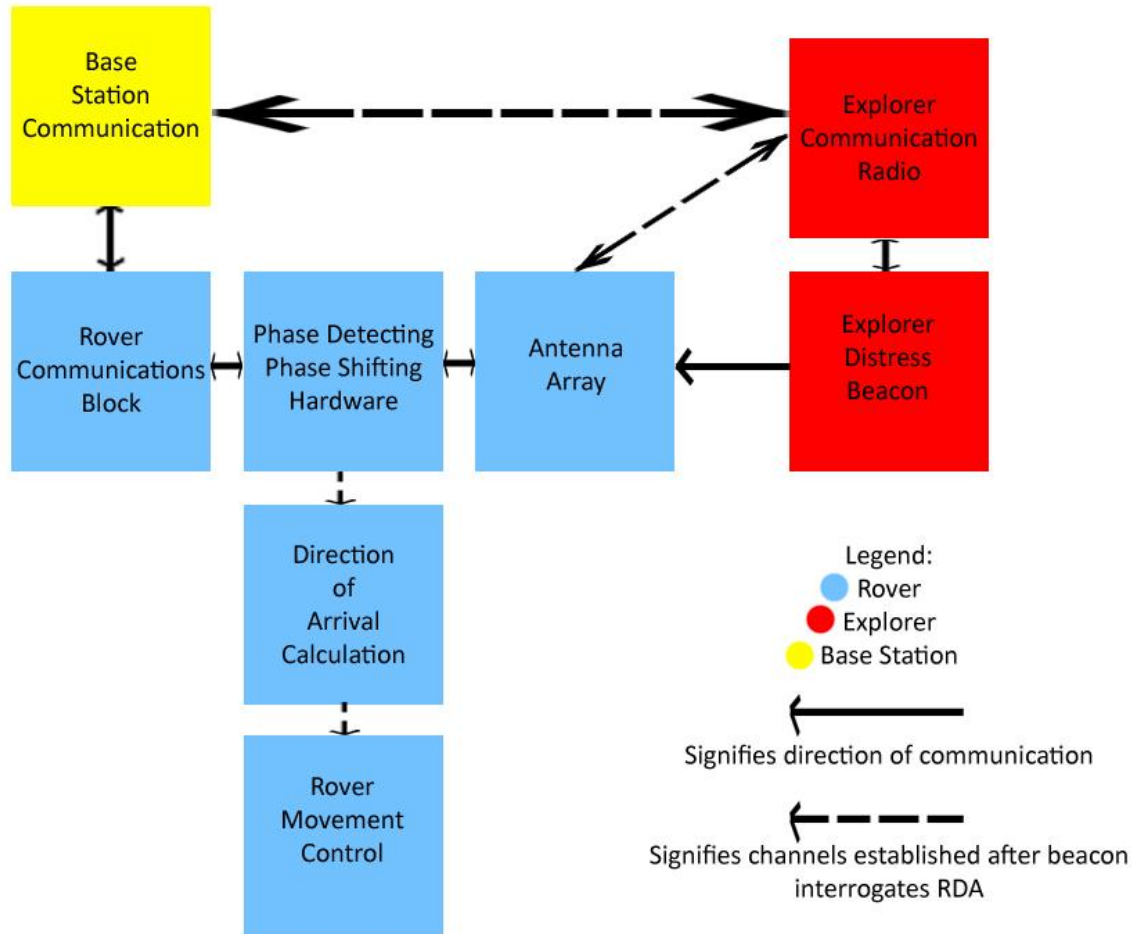 Base
Station
Communication
Explorer
Communication
Radio
Rover
Communications
Block
Phase Detecting
Phase Shifting
Hardware
Antenna
Array
Explorer
Distress
Beacon
Direction
of
Arrival
Calculation
Rover
Movement
Control
Legend:
Rover
Explorer
Base Station
Signifies direction of communication
Signifies channels established after beacon
interrogates RDA